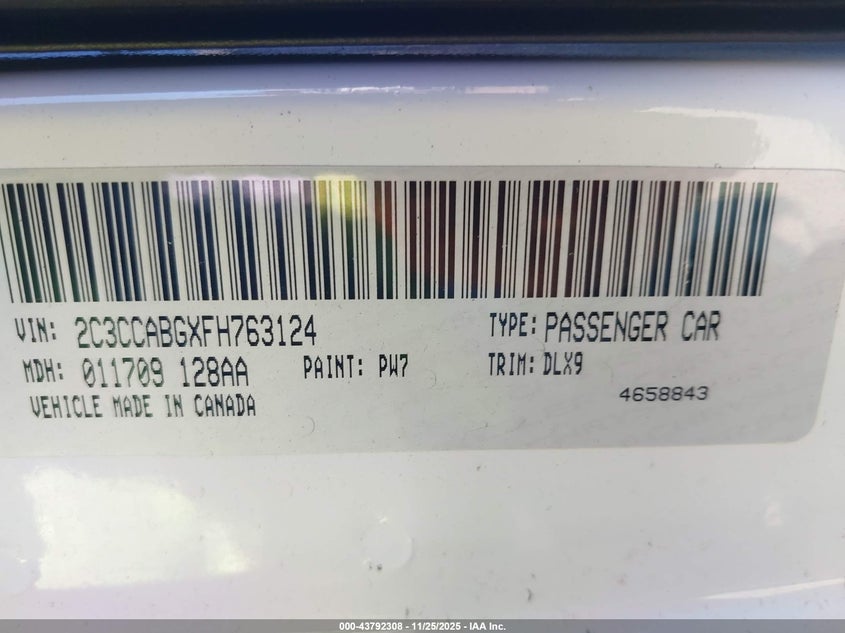 VIN: 2C3CCABGXFH763124 TYPE: PASSENGER CAR
MDH: 011709 128AA PAINT: PW7 TRIM: DLX9
VEHICLE MADE IN CANADA 4658843
000-43792308 - 11/25/2025 - IAA Inc.